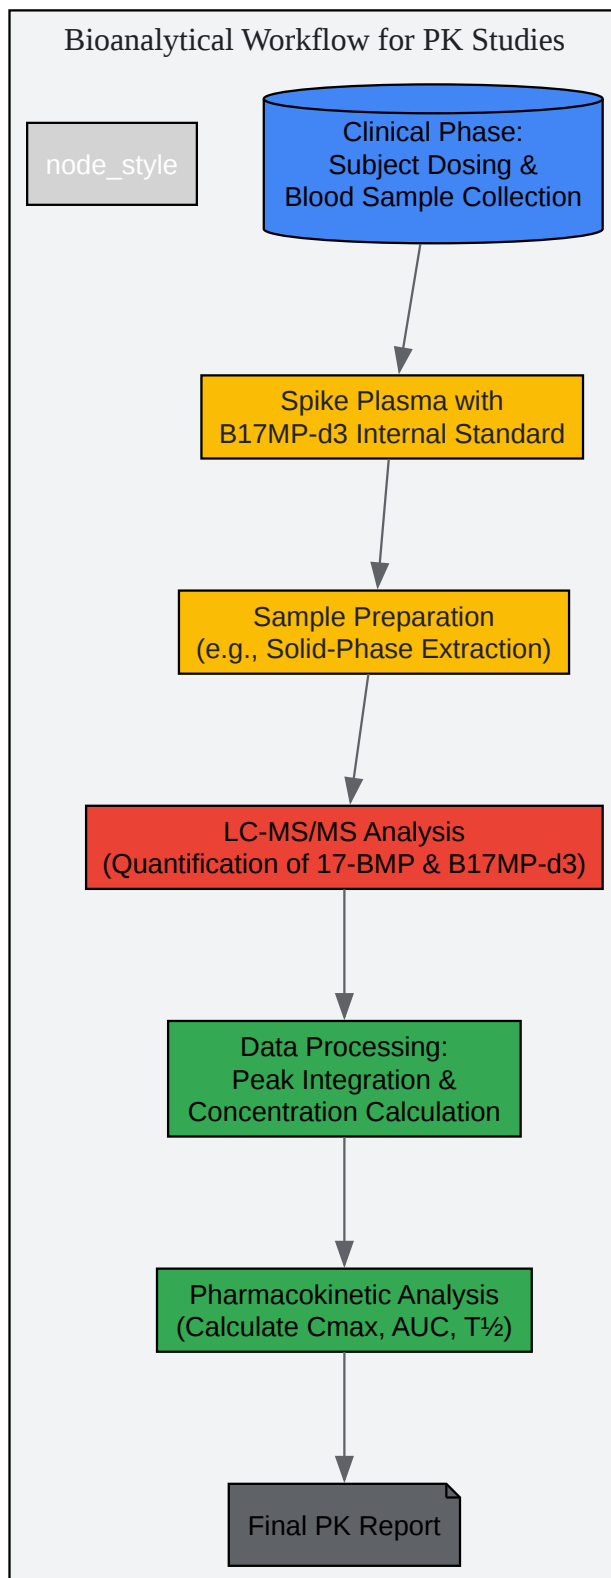 Bioanalytical Workflow for PK Studies
node_style
Clinical Phase:
Subject Dosing &
Blood Sample Collection
Spike Plasma with
B17MP-d3 Internal Standard
Sample Preparation
(e.g., Solid-Phase Extraction)
LC-MS/MS Analysis
(Quantification of 17-BMP & B17MP-d3)
Data Processing:
Peak Integration &
Concentration Calculation
Pharmacokinetic Analysis
(Calculate Cmax, AUC, T½)
Final PK Report